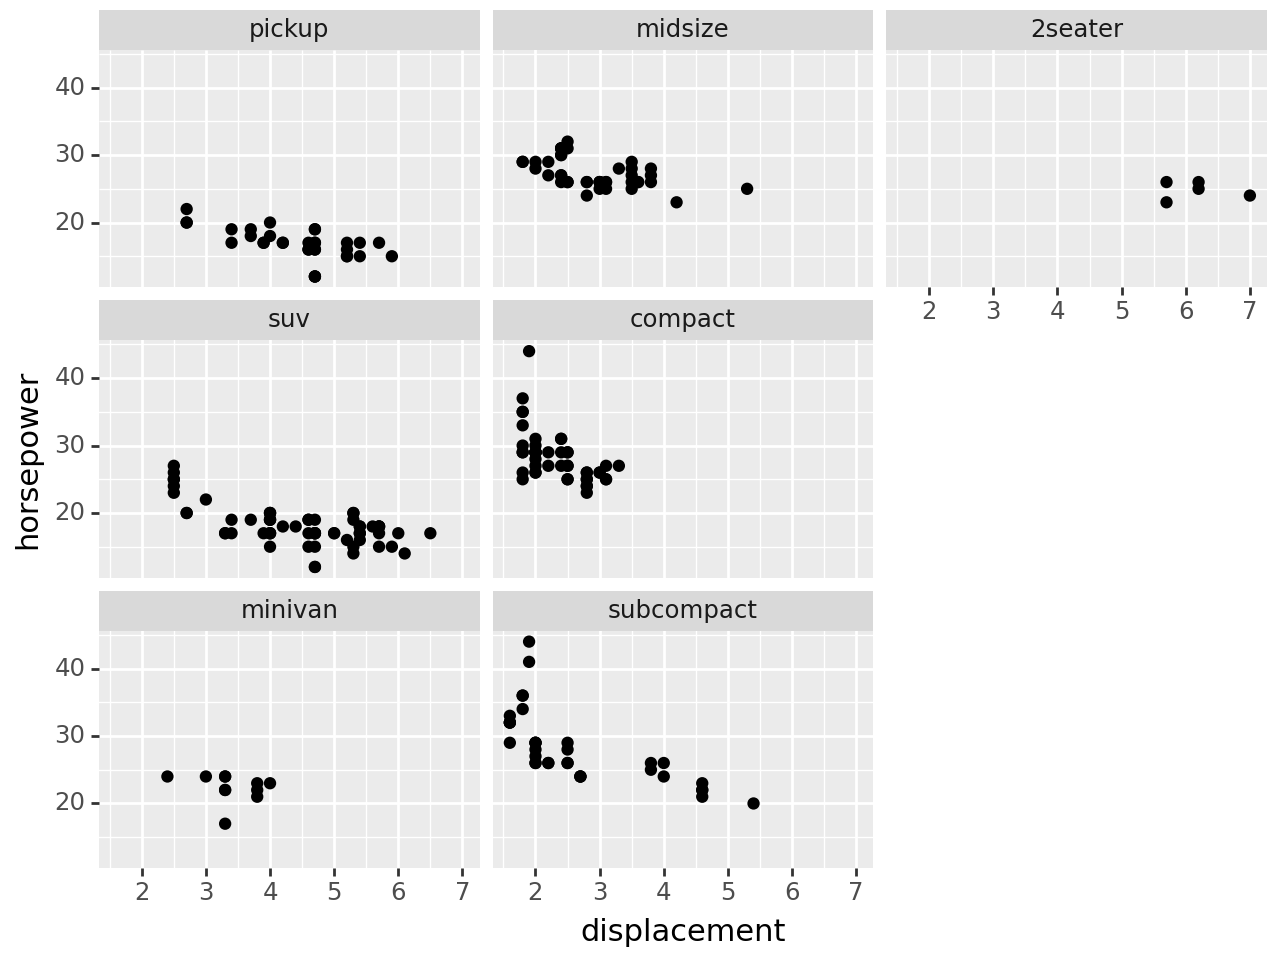 pickup
midsize
2seater
40
30
20
2 3 4 5 6 7
suv
compact
40
30
20
horsepower
minivan
subcompact
40
30
20
2 3 4 5 6 7
2 3 4 5 6 7
displacement